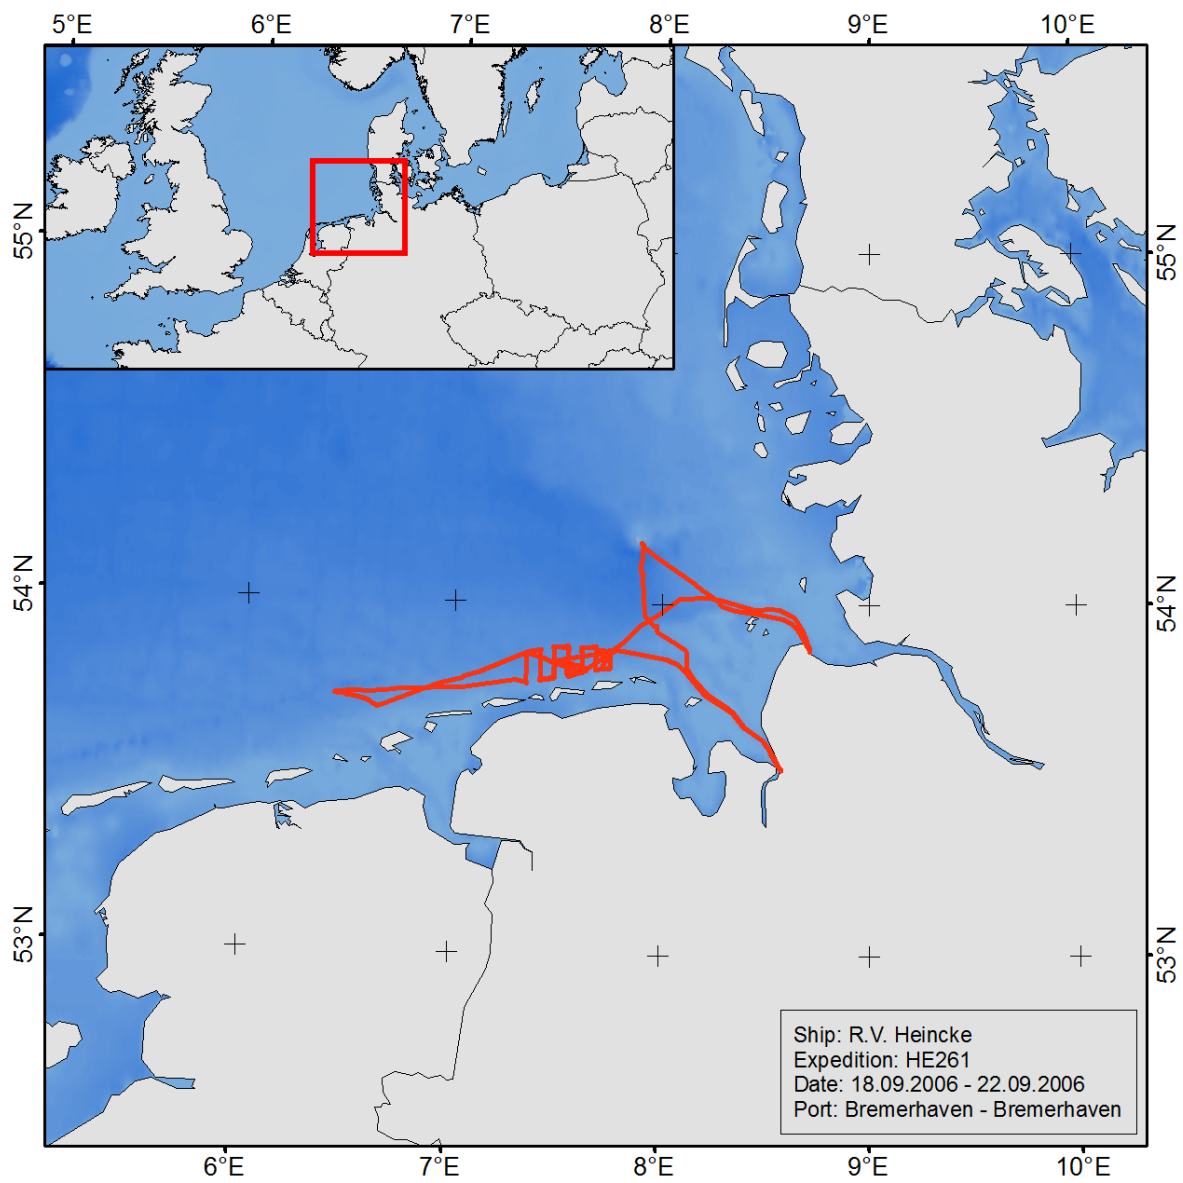 5°E 6°E 7°E 8°E 9°E 10°E
55°N 55°N
54°N 54°N
53°N 53°N
Ship: R.V. Heincke
Expedition: HE261
Date: 18.09.2006 - 22.09.2006
Port: Bremerhaven - Bremerhaven
6°E 7°E 8°E 9°E 10°E